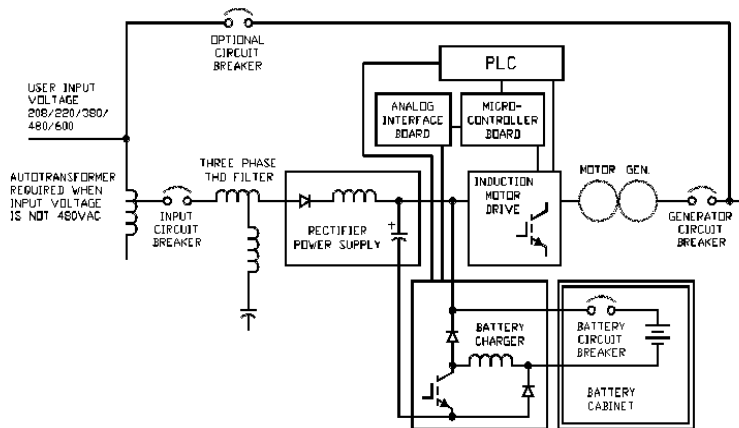 OPTIONAL
CIRCUIT
BREAKER
PLC
USER INPUT
VOLTAGE
208/220/380/
480/600
ANALOG
INTERFACE
BOARD
MICRO-
CONTROLLER
BOARD
AUTOTRANSFORMER
REQUIRED WHEN
INPUT VOLTAGE
IS NOT 480VAC
THREE PHASE
THD FILTER
INPUT
CIRCUIT
BREAKER
RECTIFIER
POWER SUPPLY
+
INDUCTION
MOTOR
DRIVE
MOTOR GEN.
GENERATOR
CIRCUIT
BREAKER
BATTERY
CHARGER
BATTERY
CIRCUIT
BREAKER
BATTERY
CABINET